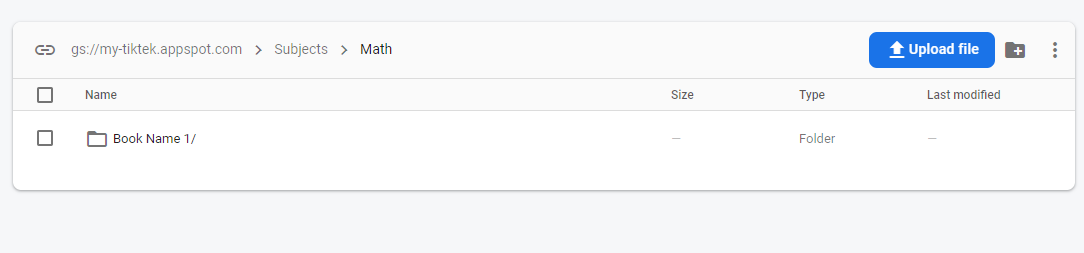 gs://my-tiktek.appspot.com > Subjects > Math Upload file
Name Size Type Last modified
Book Name 1/ — Folder —